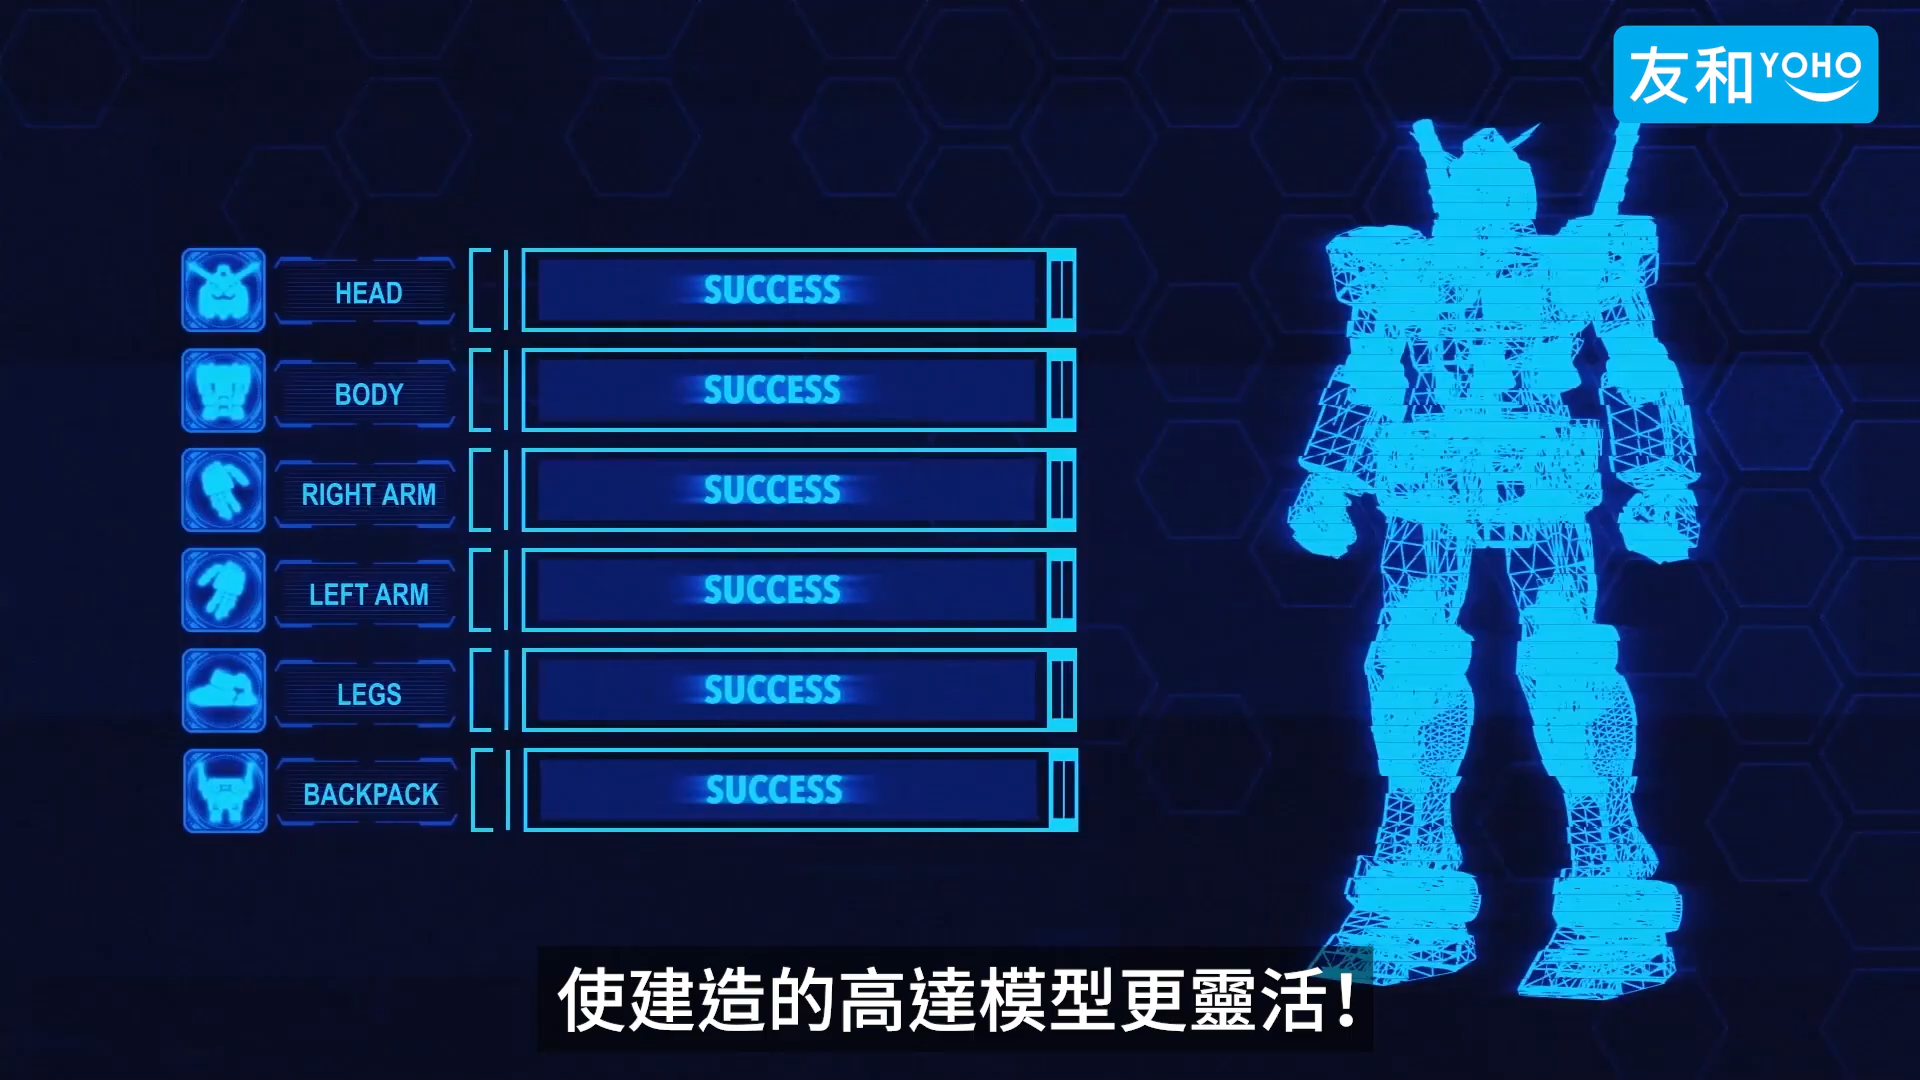 友和 YOHO
HEAD SUCCESS
BODY SUCCESS
RIGHT ARM SUCCESS
LEFT ARM SUCCESS
LEGS SUCCESS
BACKPACK SUCCESS
使建造的高達模型更靈活！